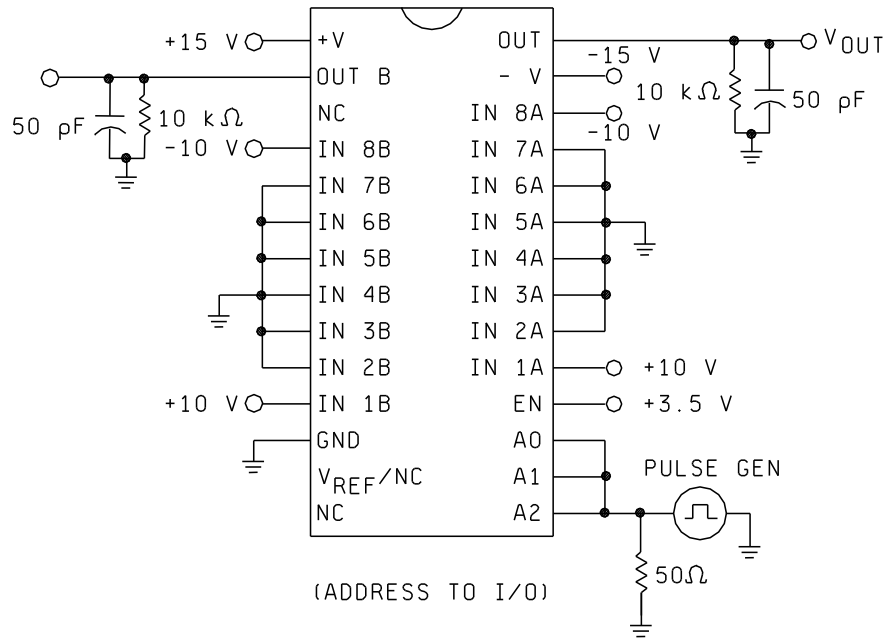 +15 V
+V
OUT
VOUT
-15 V
OUT B
- V
50 pF
10 kΩ
NC
IN 8A
10 kΩ
50 pF
-10 V
-10 V
IN 8B
IN 7A
IN 7B
IN 6A
IN 6B
IN 5A
IN 5B
IN 4A
IN 4B
IN 3A
IN 3B
IN 2A
IN 2B
IN 1A
+10 V
+10 V
IN 1B
EN
+3.5 V
GND
A0
VREF/NC
A1
PULSE GEN
NC
A2
50Ω
(ADDRESS TO I/O)